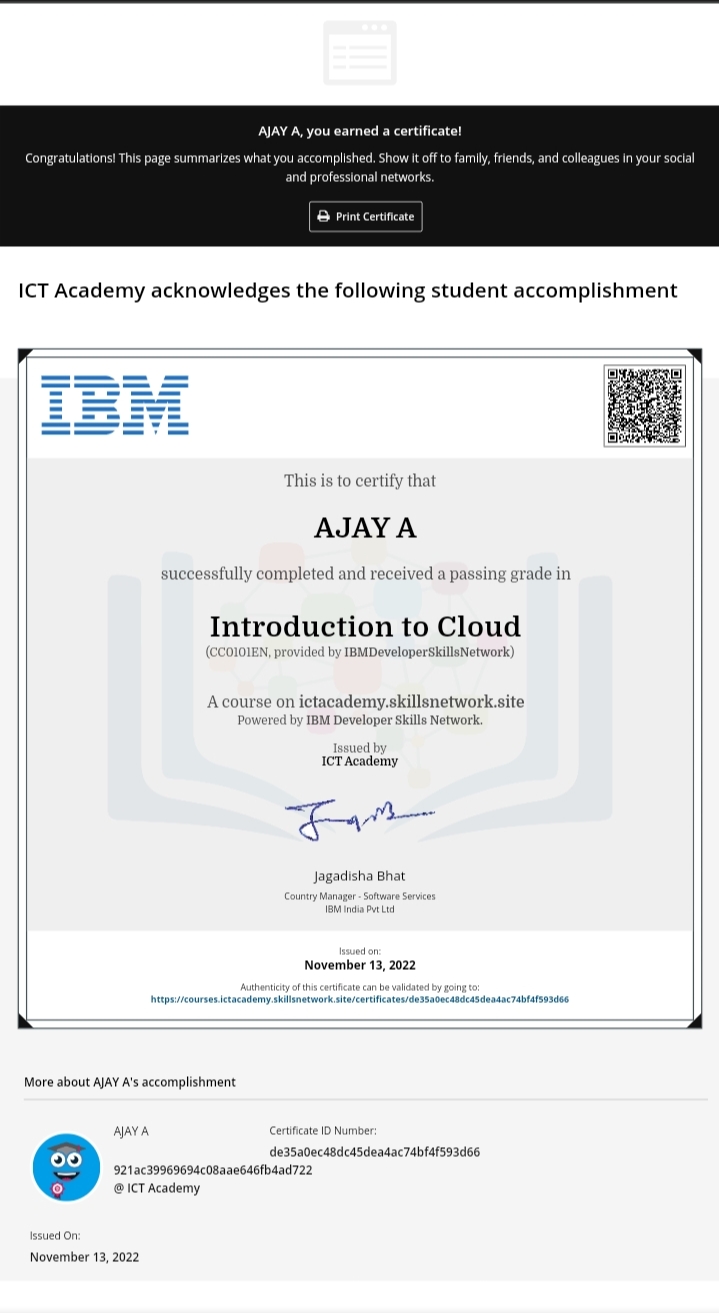 AJAY A, you earned a certificate!
Congratulations! This page summarizes what you accomplished. Show it off to family, friends, and colleagues in your social
and professional networks.
Print Certificate
ICT Academy acknowledges the following student accomplishment
IBM
This is to certify that
AJAY A
successfully completed and received a passing grade in
Introduction to Cloud
(CC0101EN, provided by IBMDeveloperSkillsNetwork)
A course on ictacademy.skillsnetwork.site
Powered by IBM Developer Skills Network.
Issued by
ICT Academy
Jagadisha Bhat
Country Manager - Software Services
IBM India Pvt Ltd
Issued on:
November 13, 2022
Authenticity of this certificate can be validated by going to:
https://courses.ictacademy.skillsnetwork.site/certificates/de35a0ec48dc45dea4ac74bf4f593d66
More about AJAY A's accomplishment
AJAY A
921ac39969694c08aae646fb4ad722
@ ICT Academy
Certificate ID Number:
de35a0ec48dc45dea4ac74bf4f593d66
Issued On:
November 13, 2022